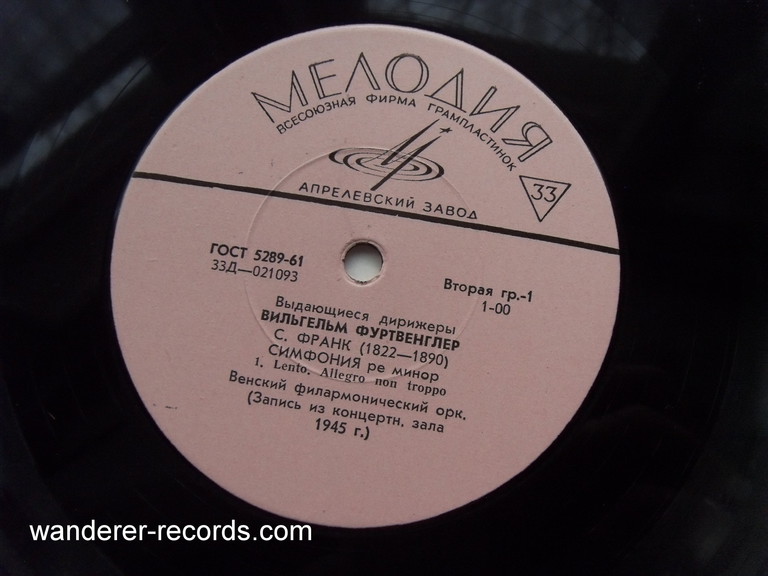 МЕЛОДИЯ
ВСЕСОЮЗНАЯ ФИРМА ГРАМПЛАСТИНОК
33
АПРЕЛЕВСКИЙ ЗАВОД
ГОСТ 5289-61
33Д—021093
Вторая гр.-1
1-00
Выдающиеся дирижеры
ВИЛЬГЕЛЬМ ФУРТВЕНГЛЕР
С. ФРАНК (1822—1890)
СИМФОНИЯ ре минор
1. Lento. Allegro non troppo
Венский филармонический орк.
(Запись из концертн. зала
1945 г.)
wanderer-records.com